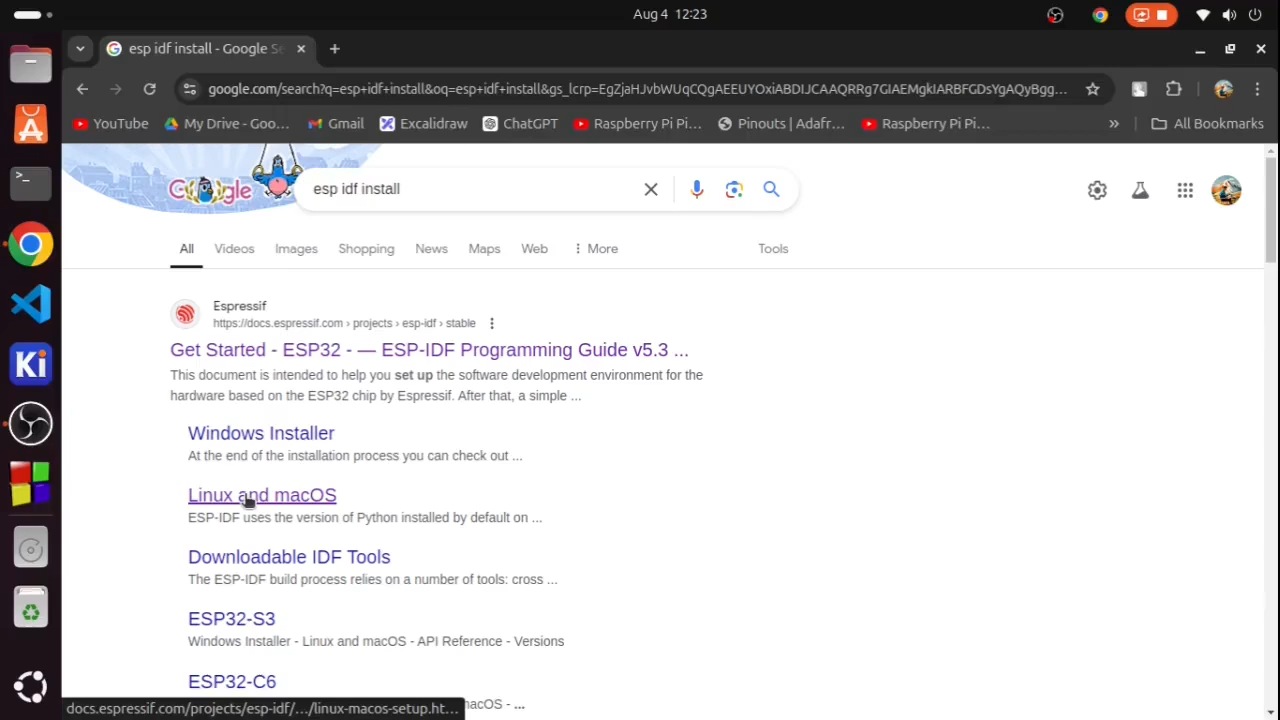 Aug 4 12:23
esp idf install - Google Se
google.com/search?q=esp+idf+install&oq=esp+idf+install&gs_lcrp=EgZjaHJvbWUqCQgAEEUYOxiABDIJCAAQRRg7GIAEMgkIARBFGDsYgAQyBgg...
YouTube
My Drive - Goo...
Gmail
Excalidraw
ChatGPT
Raspberry Pi Pi...
Pinouts | Adafr...
Raspberry Pi Pi...
»
All Bookmarks
Google
esp idf install
All Videos Images Shopping News Maps Web More Tools
Espressif
https://docs.espressif.com › projects › esp-idf › stable
Get Started - ESP32 - — ESP-IDF Programming Guide v5.3 ...
This document is intended to help you set up the software development environment for the
hardware based on the ESP32 chip by Espressif. After that, a simple ...
Windows Installer
At the end of the installation process you can check out ...
Linux and macOS
ESP-IDF uses the version of Python installed by default on ...
Downloadable IDF Tools
The ESP-IDF build process relies on a number of tools: cross ...
ESP32-S3
Windows Installer - Linux and macOS - API Reference - Versions
ESP32-C6
macOS - ...
docs.espressif.com/projects/esp-idf/.../linux-macos-setup.ht...
Ki